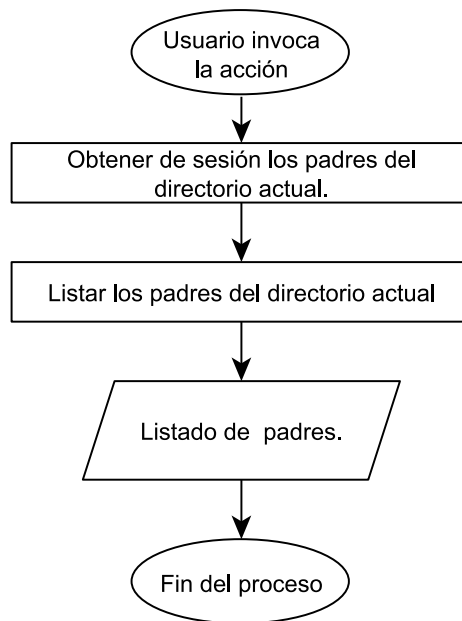 Usuario invoca
la acción
Obtener de sesión los padres del
directorio actual.
Listar los padres del directorio actual
Listado de  padres.
Fin del proceso